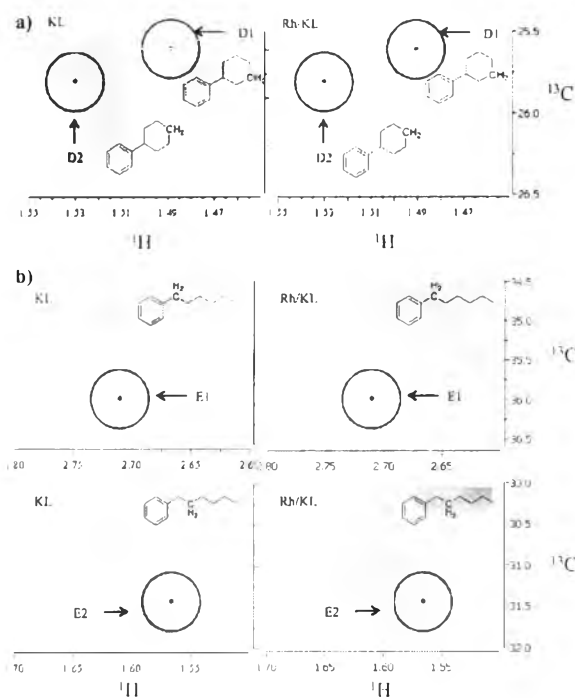 a) KL
D1
D2
CH₂
CH₂
1.53 1.51 1.49 1.47
¹H
Rh-KL
D1
D2
CH₂
CH₂
25.5
26.0
26.5
¹³C
1.53 1.51 1.49 1.47
¹H
b)
KL
H₂
C
E1
2.80 2.75 2.70 2.65
Rh/KL
H₂
C
E1
34.5
35.0
35.5
36.0
36.5
¹³C
2.80 2.75 2.70 2.65
KL
C
H₂
E2
1.70 1.65 1.60 1.55
¹H
Rh/KL
C
H₂
E2
30.0
30.5
31.0
31.5
32.0
¹³C
1.70 1.65 1.60 1.55
¹H